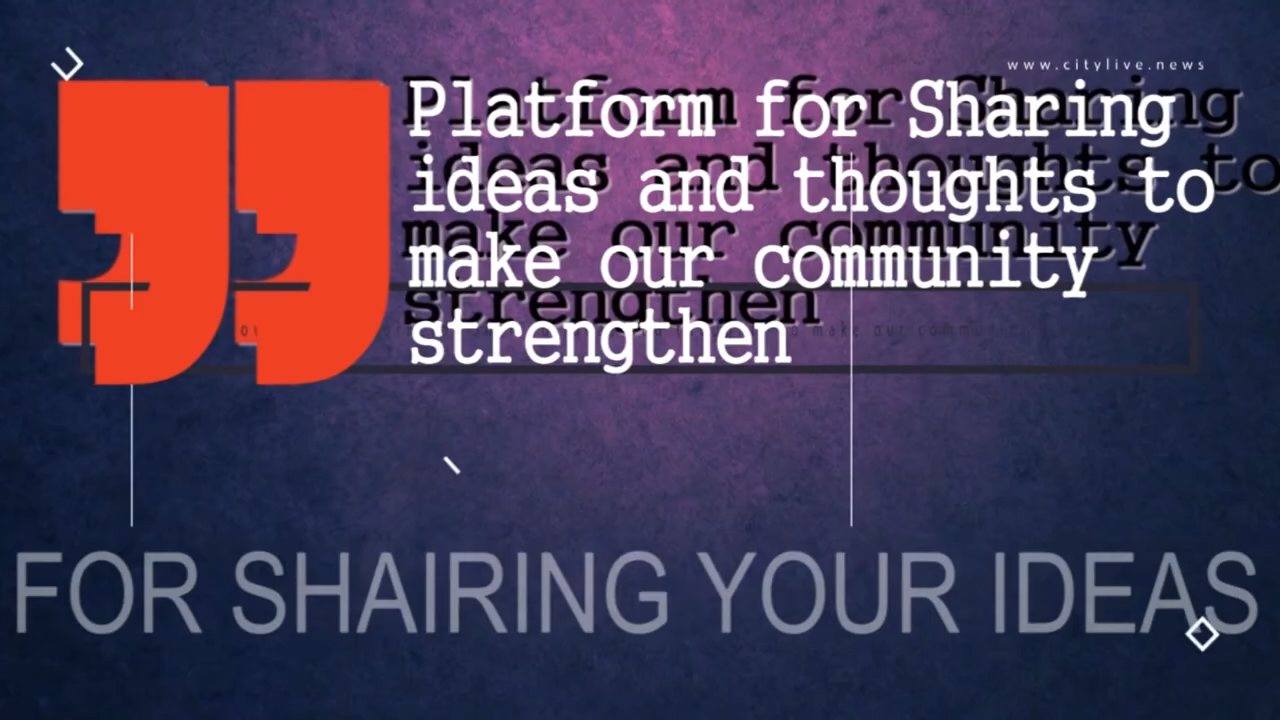 www.citylive.news
Platform for Sharing
ideas and thoughts to
make our community
strengthen
FOR SHAIRING YOUR IDEAS